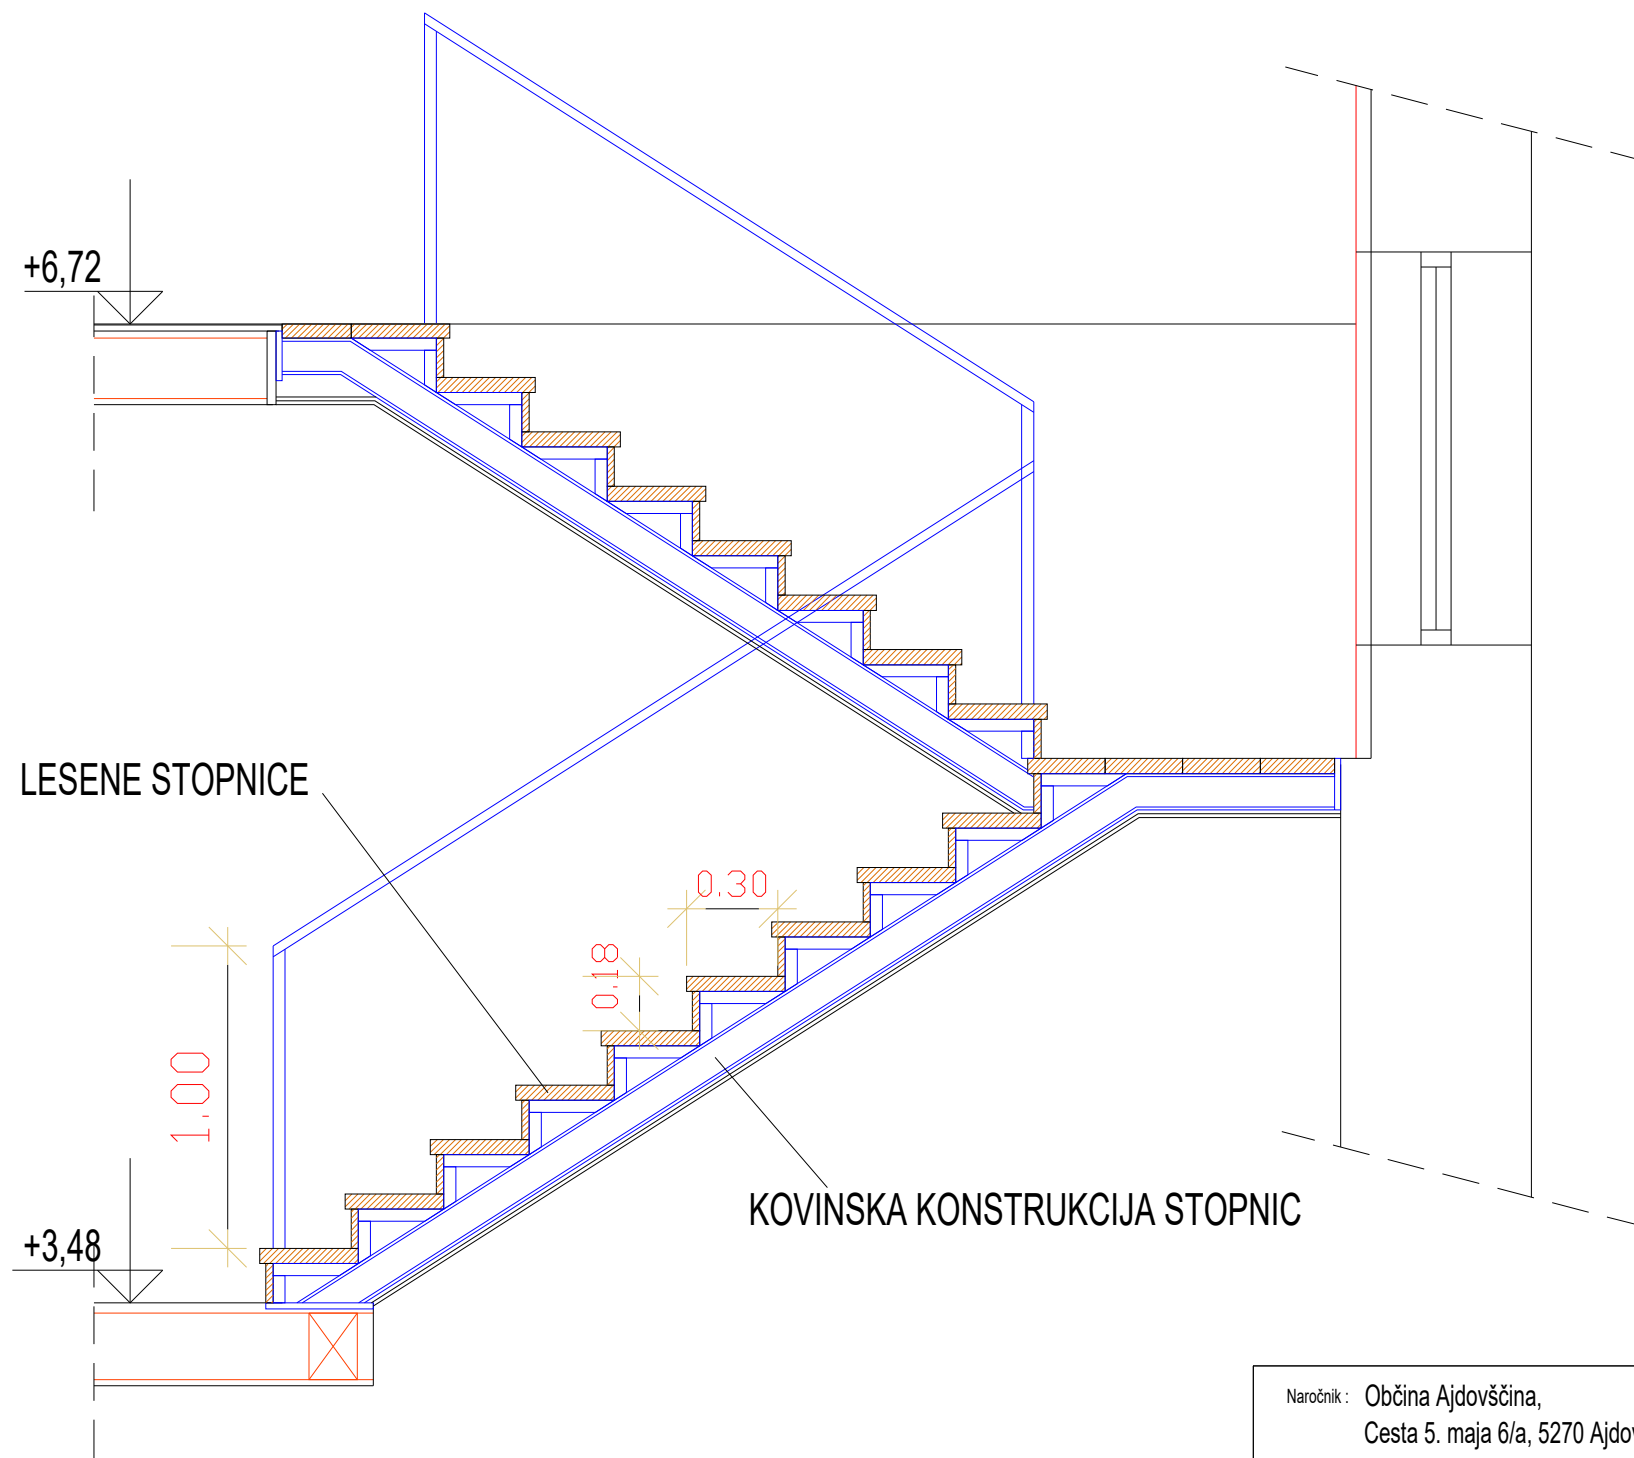 +6,72
LESENE STOPNICE
0.30
0.18
1.00
KOVINSKA KONSTRUKCIJA STOPNIC
+3,48
Naročnik : Občina Ajdovščina,
Cesta 5. maja 6/a, 5270